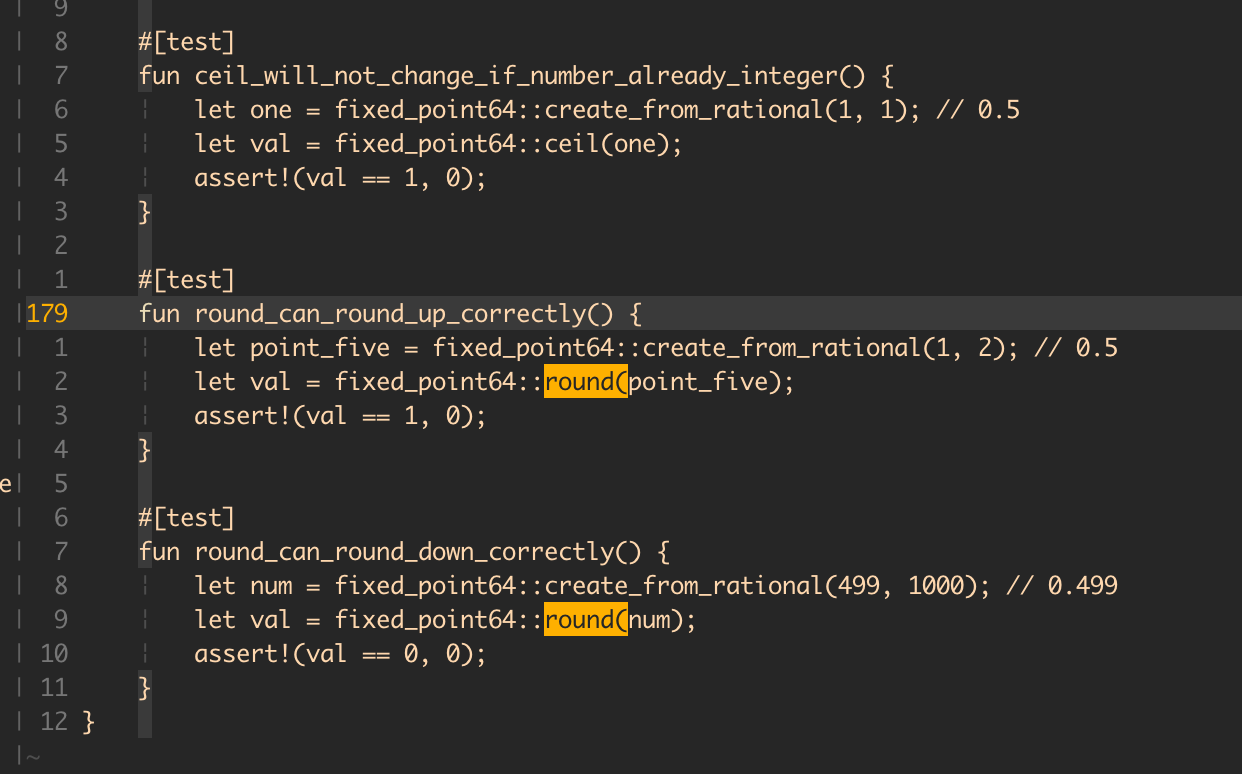 | 9
| 8 #[test]
| 7 fun ceil_will_not_change_if_number_already_integer() {
| 6 ¦ let one = fixed_point64::create_from_rational(1, 1); // 0.5
| 5 ¦ let val = fixed_point64::ceil(one);
| 4 ¦ assert!(val == 1, 0);
| 3 }
| 2
| 1 #[test]
|179 fun round_can_round_up_correctly() {
| 1 ¦ let point_five = fixed_point64::create_from_rational(1, 2); // 0.5
| 2 ¦ let val = fixed_point64::round(point_five);
| 3 ¦ assert!(val == 1, 0);
| 4 }
e| 5
| 6 #[test]
| 7 fun round_can_round_down_correctly() {
| 8 ¦ let num = fixed_point64::create_from_rational(499, 1000); // 0.499
| 9 ¦ let val = fixed_point64::round(num);
| 10 ¦ assert!(val == 0, 0);
| 11 }
| 12 }
|~